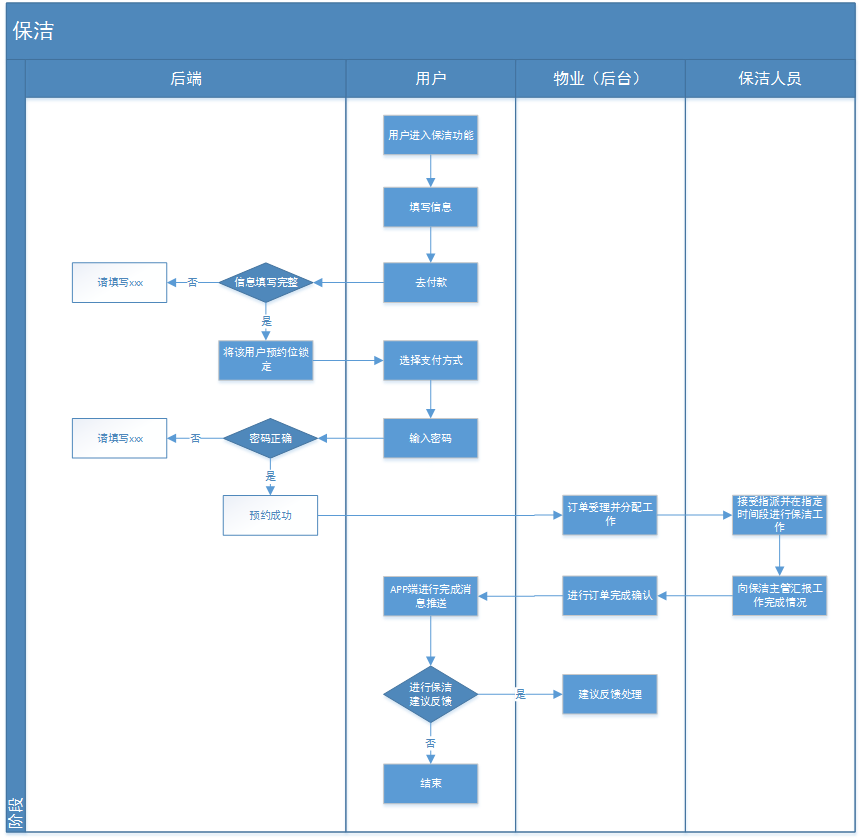 保洁
后端
用户
物业（后台）
保洁人员
用户进入保洁功能
填写信息
请填写xxx
否
信息填写完整
去付款
是
将该用户预约位锁
定
选择支付方式
请填写xxx
否
密码正确
输入密码
是
预约成功
订单受理并分配工
作
接受指派并在指定
时间段进行保洁工
作
APP端进行完成消
息推送
进行订单完成确认
向保洁主管汇报工
作完成情况
进行保洁
建议反馈
是
建议反馈处理
否
结束
阶段